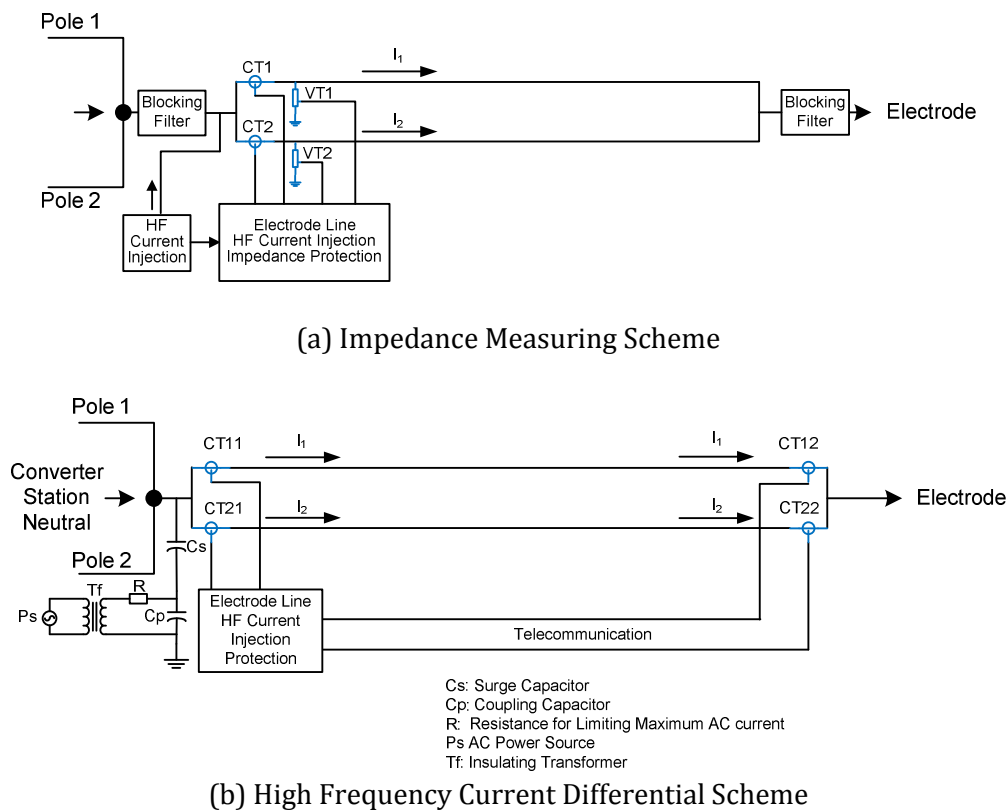 Pole 1
CT1
I1
Blocking
Filter
VT1
Blocking
Filter
Electrode
CT2
I2
VT2
Pole 2
HF
Current
Injection
Electrode Line
HF Current Injection
Impedance Protection
(a) Impedance Measuring Scheme
Pole 1
CT11
I1
I1
CT12
Converter
Station
Neutral
CT21
I2
I2
CT22
Electrode
Pole 2
Cs
Tf
R
Ps
Cp
Electrode Line
HF Current
Injection
Protection
Telecommunication
Cs: Surge Capacitor
Cp: Coupling Capacitor
R: Resistance for Limiting Maximum AC current
Ps AC Power Source
Tf: Insulating Transformer
(b) High Frequency Current Differential Scheme